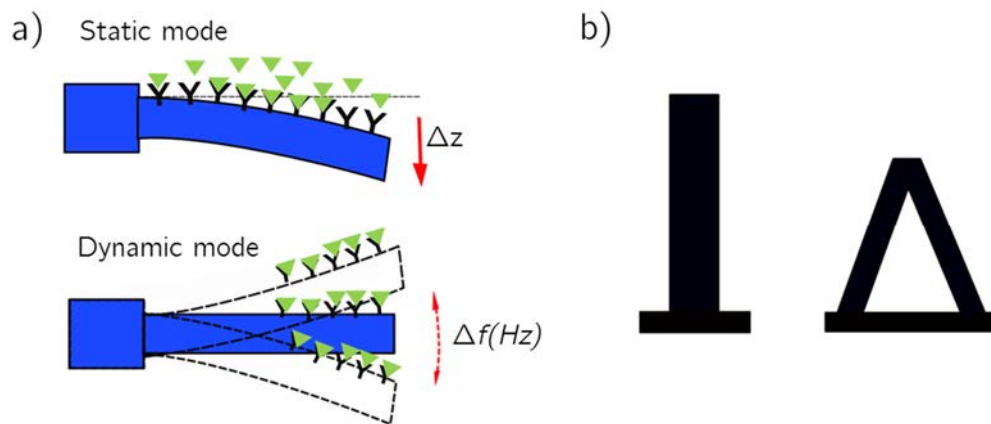 a)
Static mode
Δz
Dynamic mode
Δf(Hz)
b)